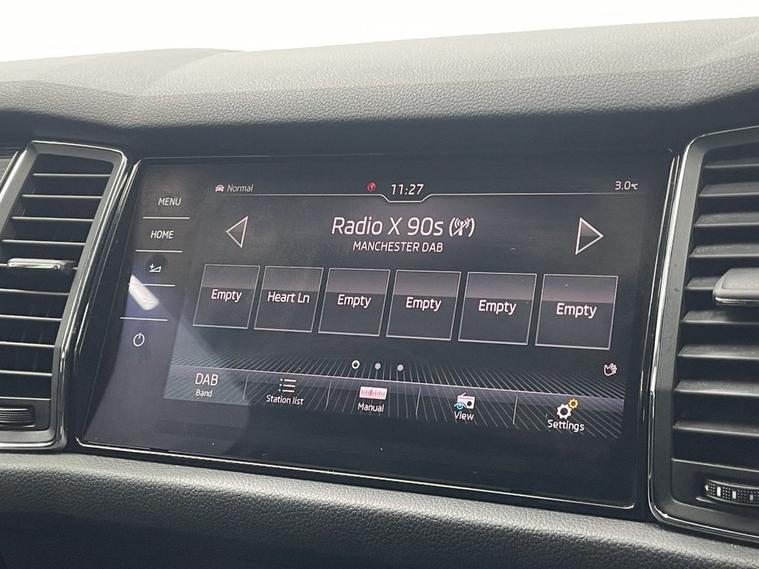 MENU
HOME
Normal
11:27
3.0°C
Radio X 90s
MANCHESTER DAB
Empty
Heart Ln
Empty
Empty
Empty
Empty
DAB
Band
Station list
Manual
View
Settings